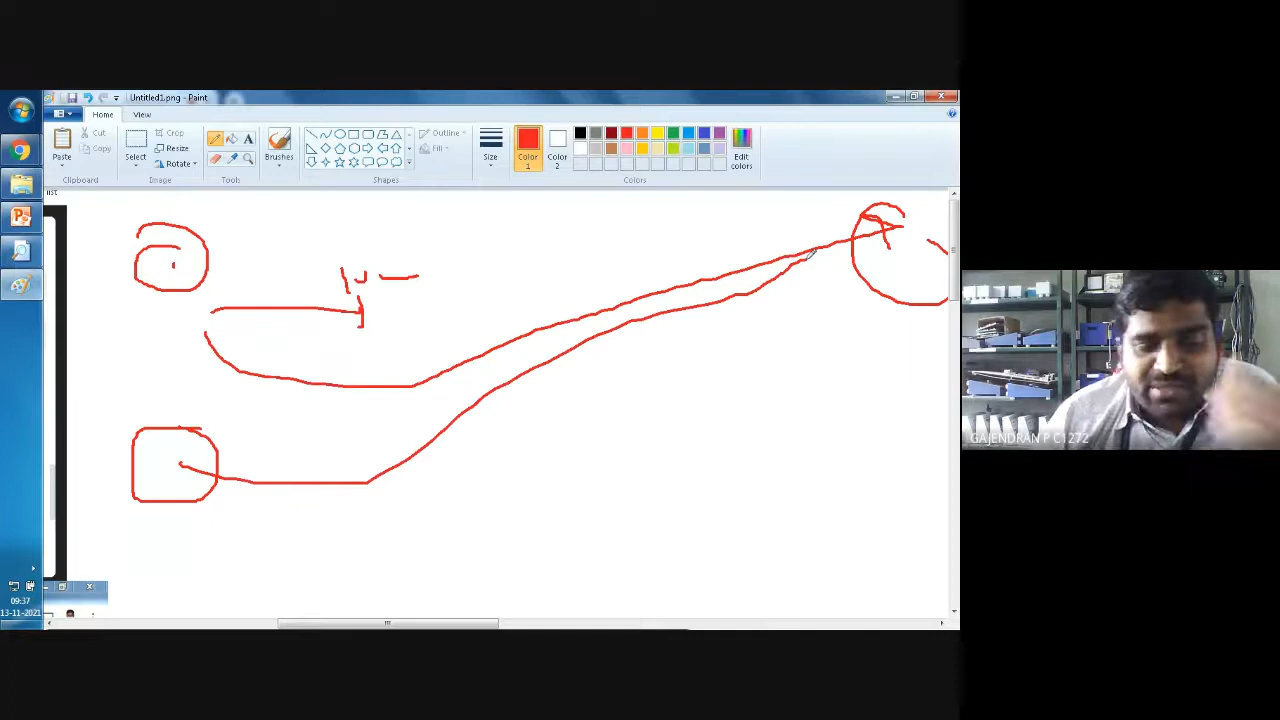 Untitled1.png - Paint
Home View
Cut
Copy
Paste
Clipboard
Crop
Resize
Rotate
Select
Image
A
Tools
Brushes
Outline
Fill
Shapes
Size
Color 1
Color 2
Edit colors
Colors
list
GAJENDRAN P C1272
09:37
13-11-2021